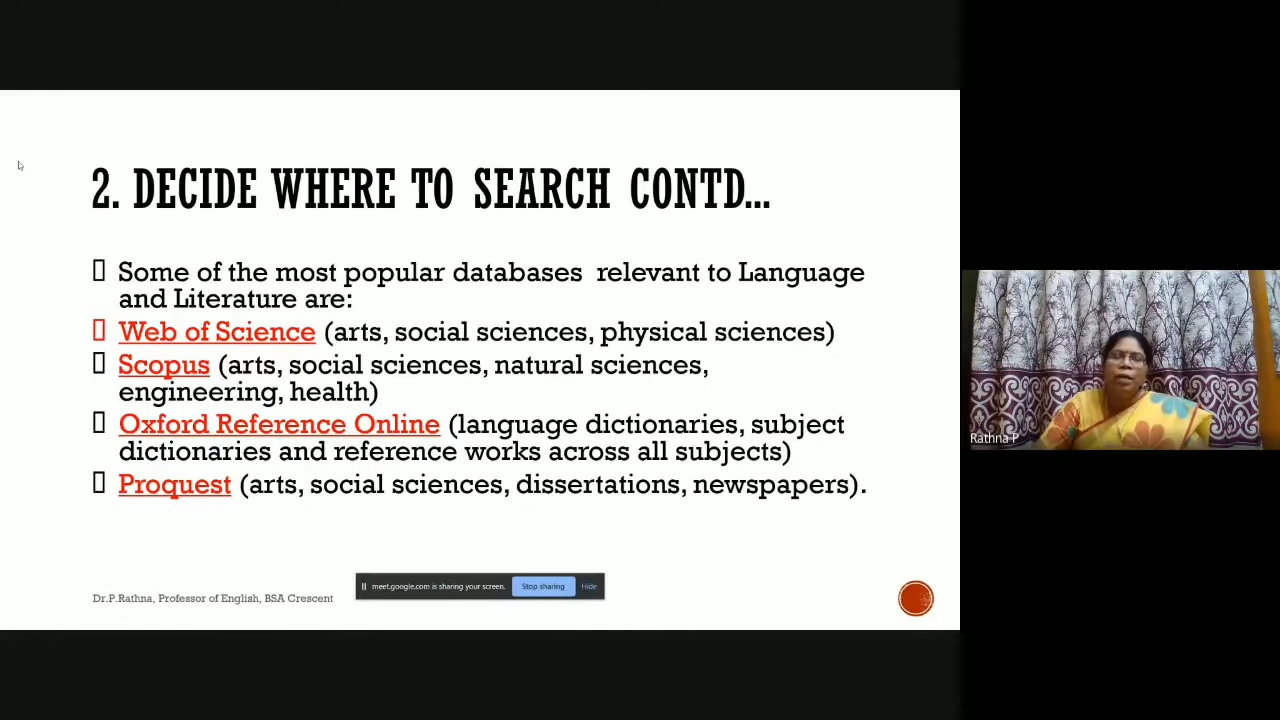 2. DECIDE WHERE TO SEARCH CONTD...
Some of the most popular databases relevant to Language
and Literature are:
Web of Science (arts, social sciences, physical sciences)
Scopus (arts, social sciences, natural sciences,
engineering, health)
Oxford Reference Online (language dictionaries, subject
dictionaries and reference works across all subjects)
Proquest (arts, social sciences, dissertations, newspapers).
meet.google.com is sharing your screen. Stop sharing Hide
Dr.P.Rathna, Professor of English, BSA Crescent
Rathna P